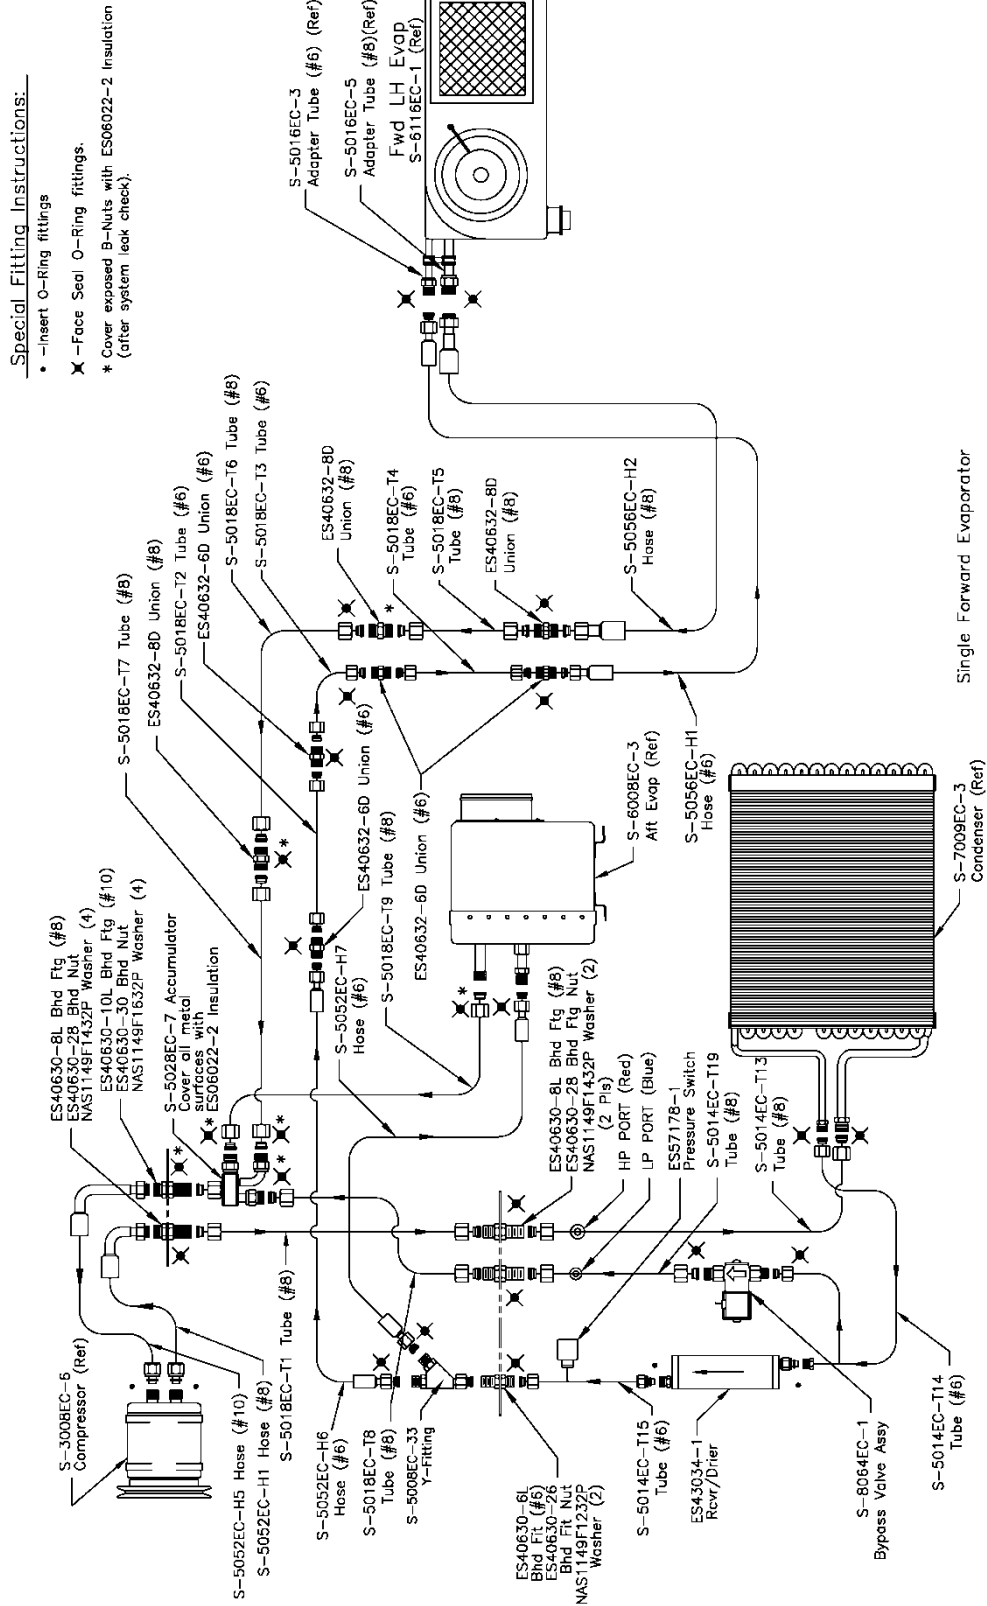 Special Fitting Instructions:
• -Insert O-Ring fittings
-Face Seal O-Ring fittings.
* Cover exposed B-Nuts with ES06022-2 Insulation
(after system leak check).
S-5016EC-3
Adapter Tube (#6) (Ref)
S-5016EC-5
Adapter Tube (#8)(Ref)
Fwd LH Evap
S-6116EC-1 (Ref)
S-5018EC-T7 Tube (#8)
ES40632-8D Union (#8)
S-5018EC-T2 Tube (#6)
ES40632-6D Union (#6)
S-5018EC-T6 Tube (#8)
S-5018EC-T3 Tube (#6)
ES40632-8D
Union (#8)
S-5018EC-T4
Tube (#6)
S-5018EC-T5
Tube (#8)
ES40632-8D
Union (#8)
S-5056EC-H2
Hose (#8)
ES40630-8L Bhd Ftg (#8)
ES40630-28 Bhd Nut
NAS1149F1432P Washer (4)
ES40630-10L Bhd Ftg (#10)
ES40630-30 Bhd Nut
NAS1149F1632P Washer (4)
S-5028EC-7 Accumulator
Cover all metal
surfaces with
ES06022-2 Insulation
S-5052EC-H7
Hose (#6)
ES40632-6D Union (#6)
S-5018EC-T9 Tube (#8)
ES40632-6D Union (#6)
S-6008EC-3
Aft Evap (Ref)
S-5056EC-H1
Hose (#6)
ES40630-8L Bhd Ftg (#8)
ES40630-28 Bhd Ftg Nut
NAS1149F1432P Washer (2)
(2 Pls)
HP PORT (Red)
LP PORT (Blue)
ES57178-1
Pressure Switch
S-5014EC-T19
Tube (#8)
S-5014EC-T13
Tube (#8)
S-7009EC-3
Condenser (Ref)
Single Forward Evaporator
S-3008EC-6
Compressor (Ref)
S-5052EC-H5 Hose (#10)
S-5052EC-H1 Hose (#8)
S-5018EC-T1 Tube (#8)
S-5052EC-H6
Hose (#6)
S-5018EC-T8
Tube (#8)
S-5008EC-33
Y-Fitting
ES40630-6L
Bhd Fit (#6)
ES40630-26
Bhd Fit Nut
NAS1149F1232P
Washer (2)
S-5014EC-T15
Tube (#6)
ES43034-1
Rcvr/Drier
S-8064EC-1
Bypass Valve Assy
S-5014EC-T14
Tube (#6)